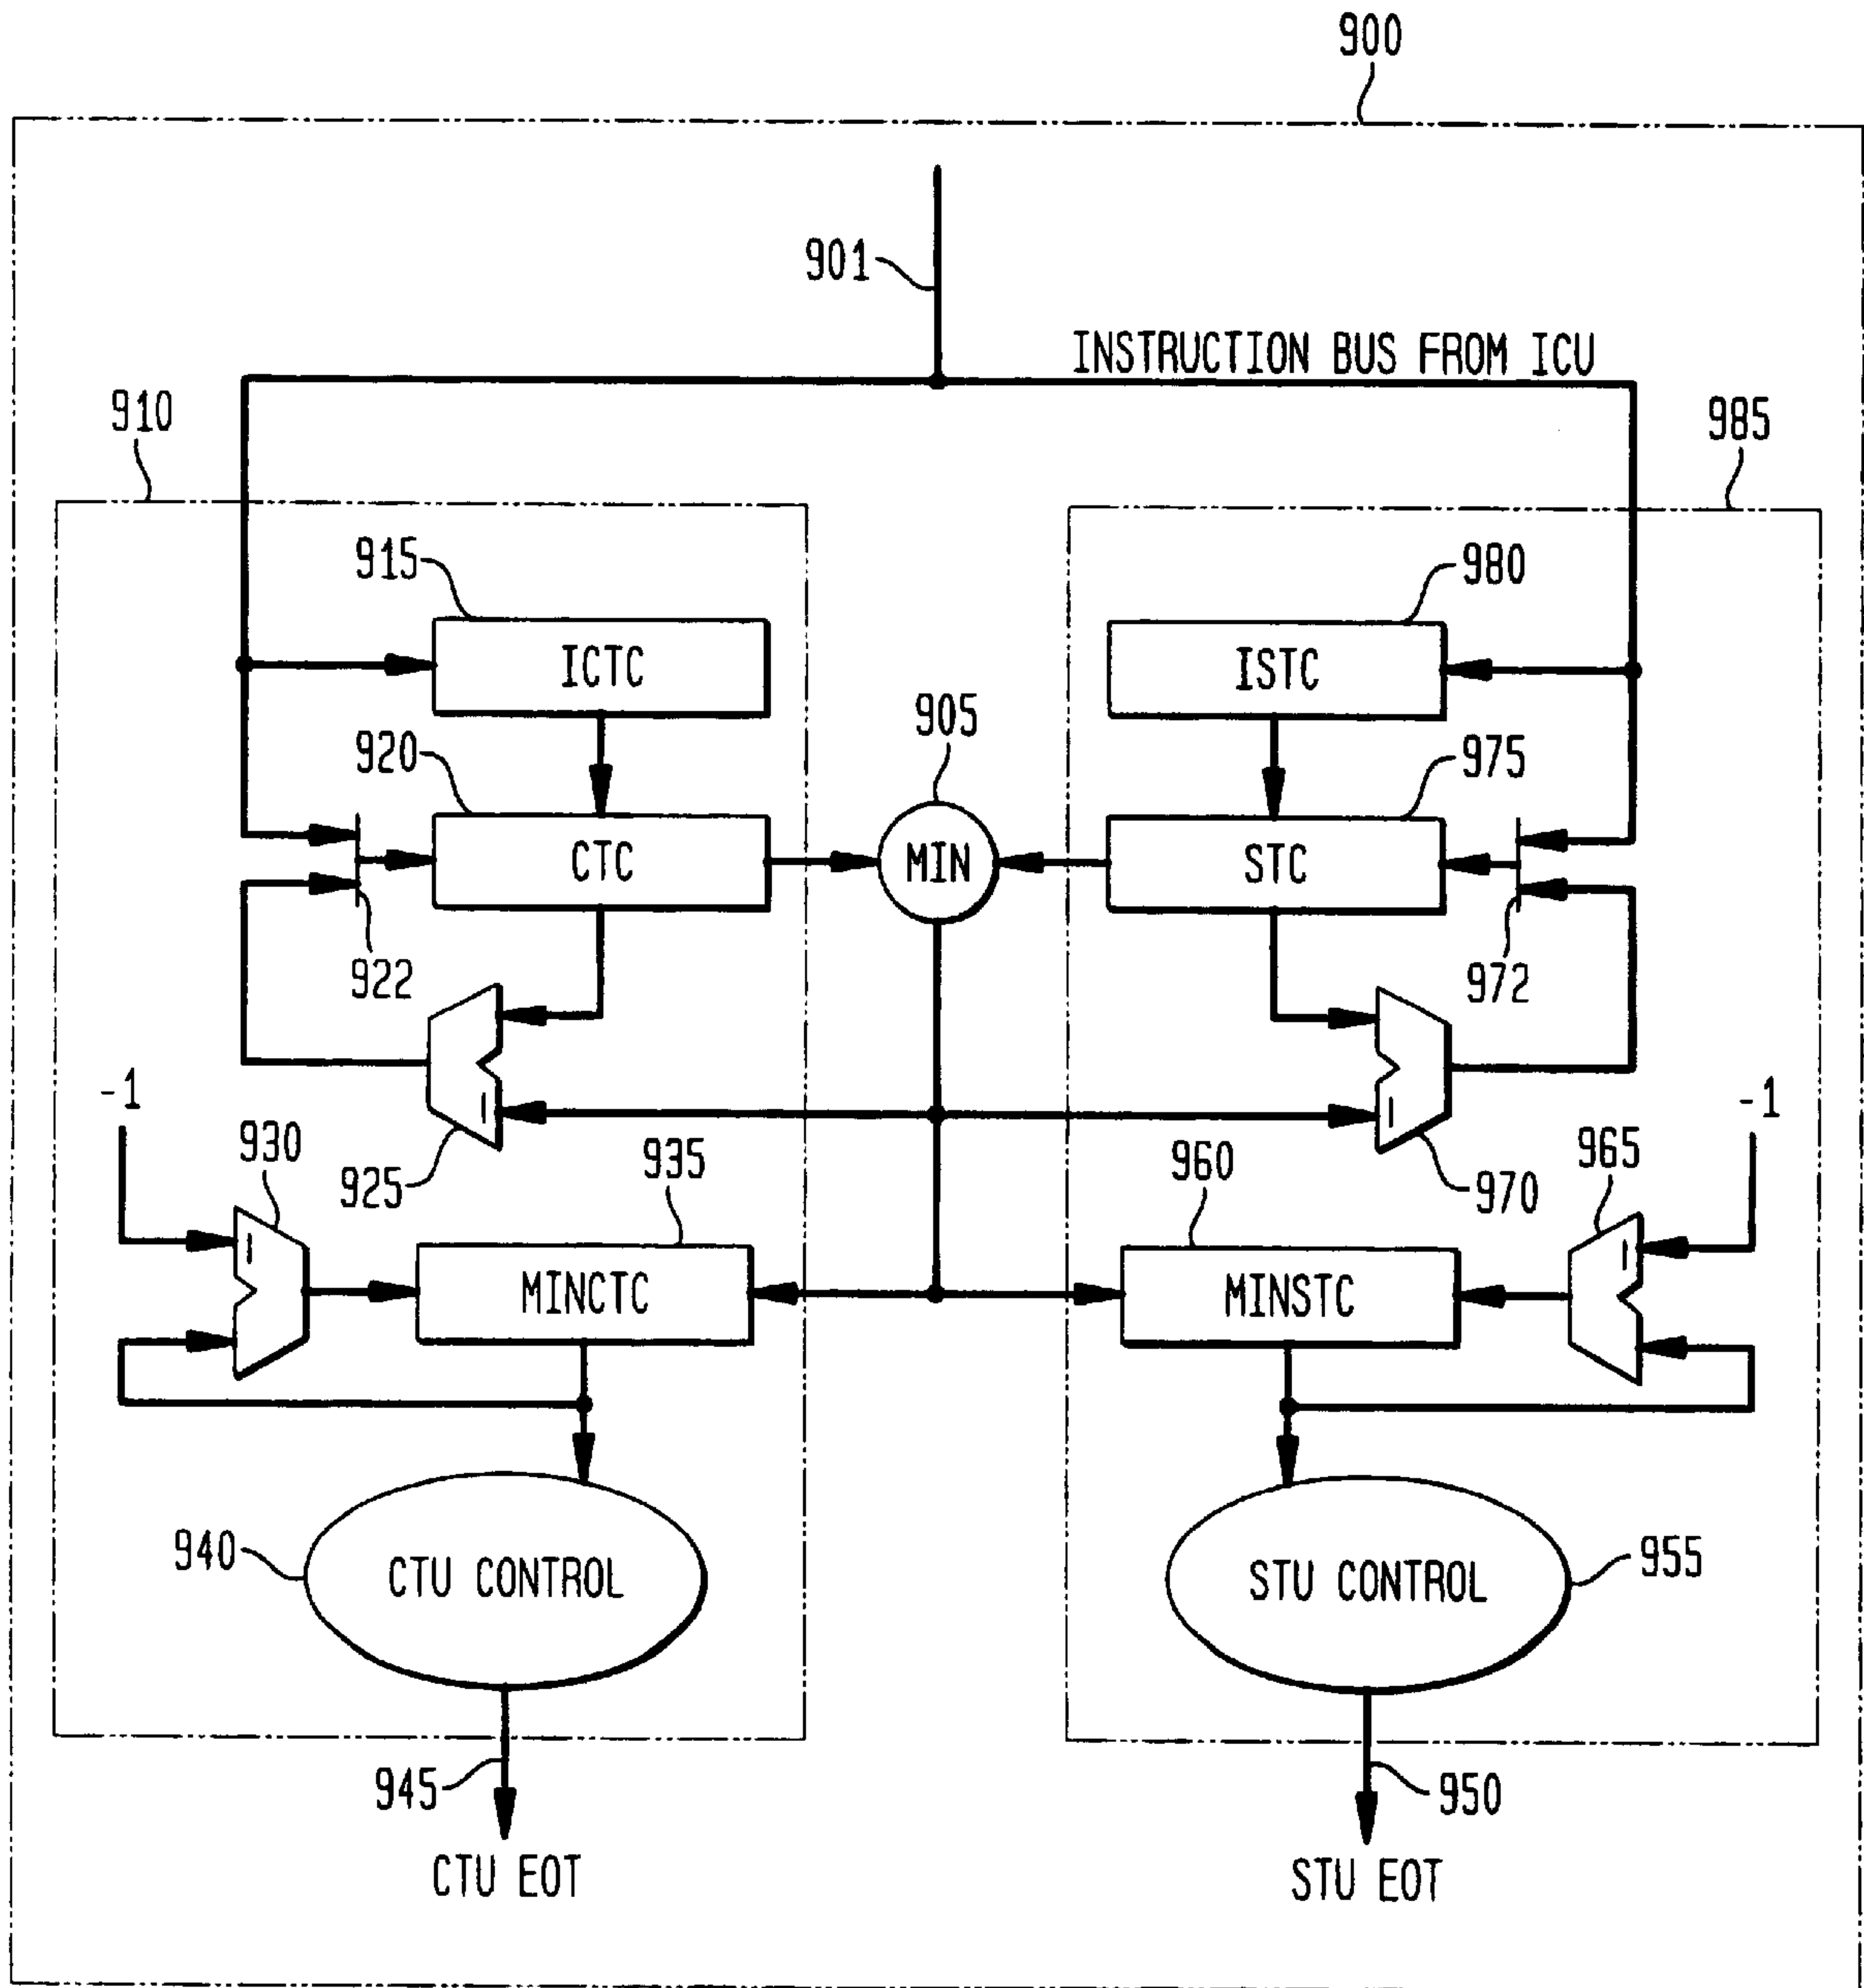 900
901
INSTRUCTION BUS FROM ICU
910
985
915
980
ICTC
ISTC
905
920
975
CTC
MIN
STC
922
972
-1
-1
930
925
935
960
970
965
MINCTC
MINSTC
940
CTU CONTROL
STU CONTROL
955
945
950
CTU EOT
STU EOT